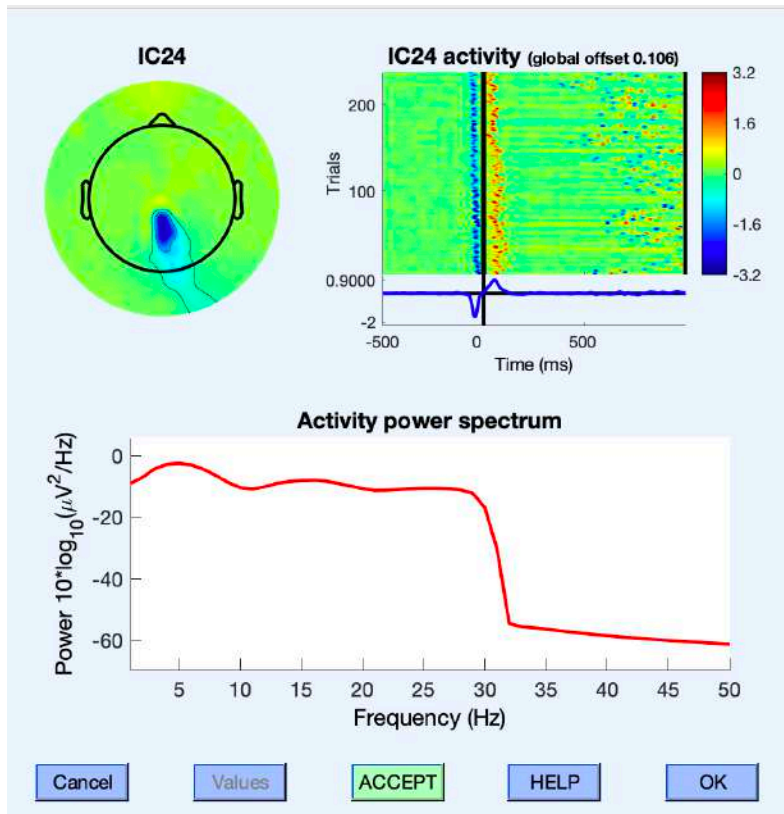 IC24
IC24 activity (global offset 0.106)
3.2
1.6
0
-1.6
-3.2
Trials
200
100
0.9000
-2
-500
0
500
Time (ms)
Activity power spectrum
Power 10*log10(μV2/Hz)
0
-20
-40
-60
5
10
15
20
25
30
35
40
45
50
Frequency (Hz)
Cancel
Values
ACCEPT
HELP
OK